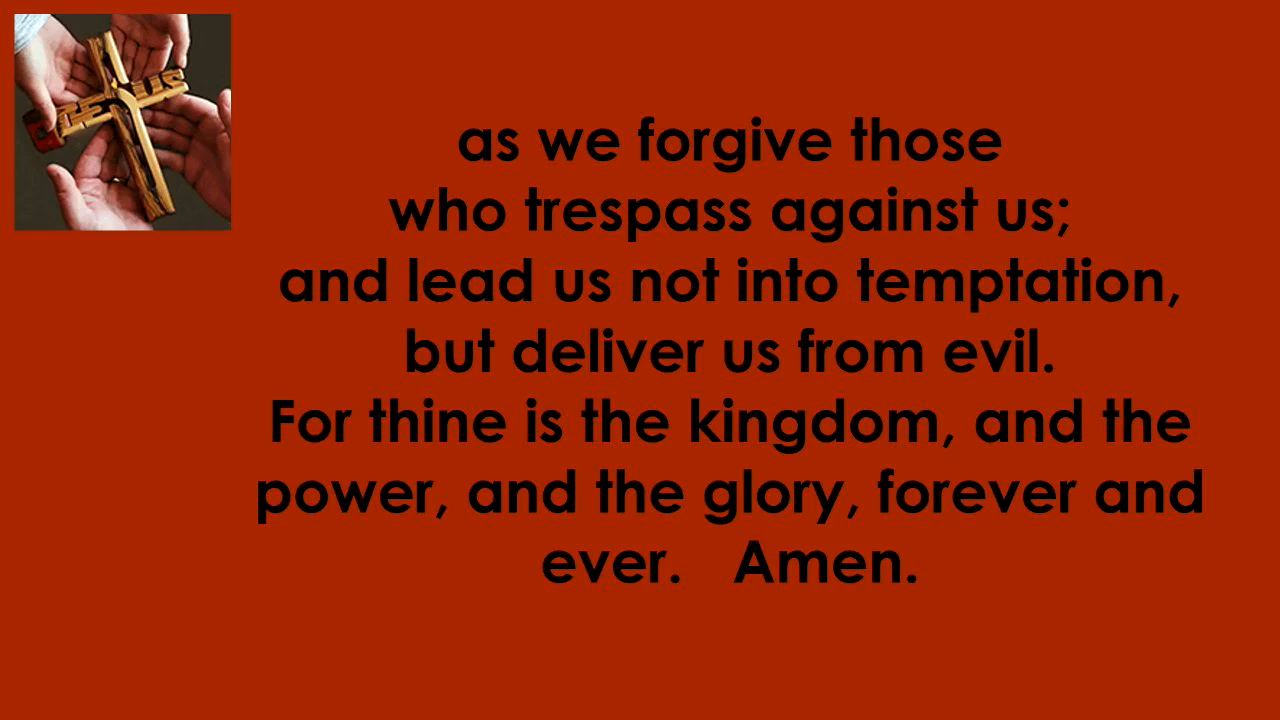 JESUS
as we forgive those
who trespass against us;
and lead us not into temptation,
but deliver us from evil.
For thine is the kingdom, and the
power, and the glory, forever and
ever. Amen.